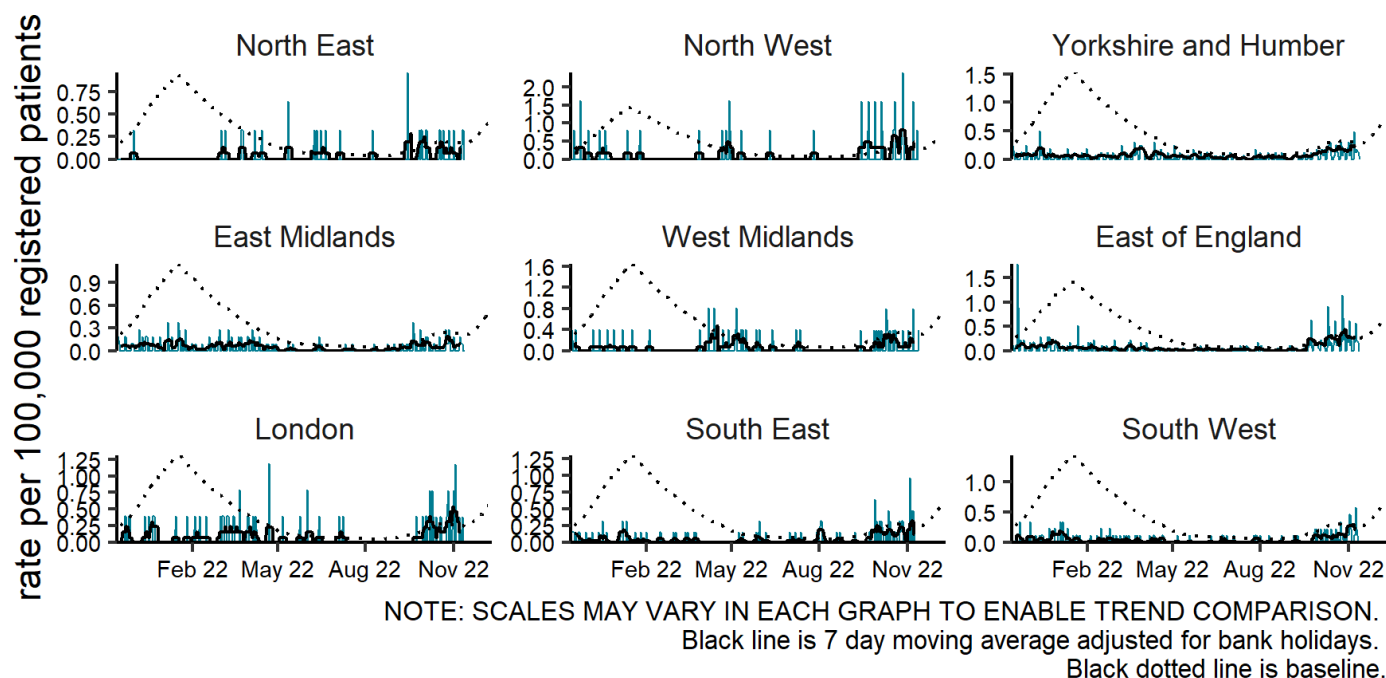 rate per 100,000 registered patients
North East
0.75
0.50
0.25
0.00
North West
2.0
1.5
1.0
0.5
0.0
Yorkshire and Humber
1.5
1.0
0.5
0.0
East Midlands
0.9
0.6
0.3
0.0
West Midlands
1.6
1.2
0.8
0.4
0.0
East of England
1.5
1.0
0.5
0.0
London
1.25
1.00
0.75
0.50
0.25
0.00
South East
1.25
1.00
0.75
0.50
0.25
0.00
South West
1.0
0.5
0.0
Feb 22 May 22 Aug 22 Nov 22
Feb 22 May 22 Aug 22 Nov 22
Feb 22 May 22 Aug 22 Nov 22
NOTE: SCALES MAY VARY IN EACH GRAPH TO ENABLE TREND COMPARISON.
Black line is 7 day moving average adjusted for bank holidays.
Black dotted line is baseline.